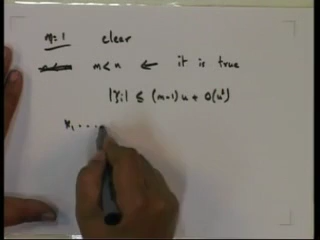 n=1 clear
m<n ← it is true
|γi| ≤ (m-1)u + O(u²)
x₁ . . . .